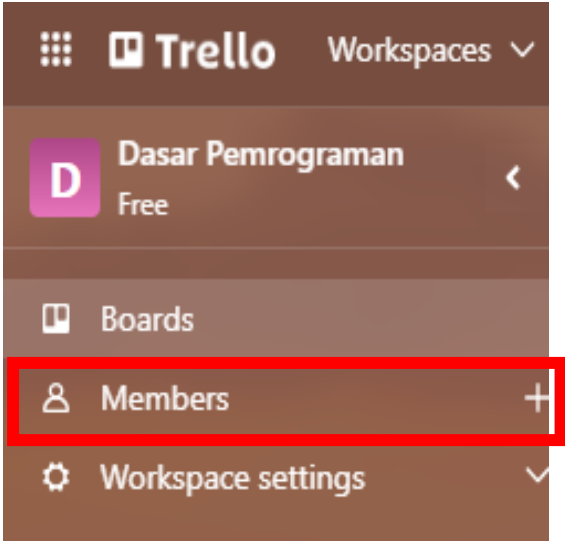 Trello Workspaces
Dasar Pemrograman
D
Free
Boards
Members
Workspace settings